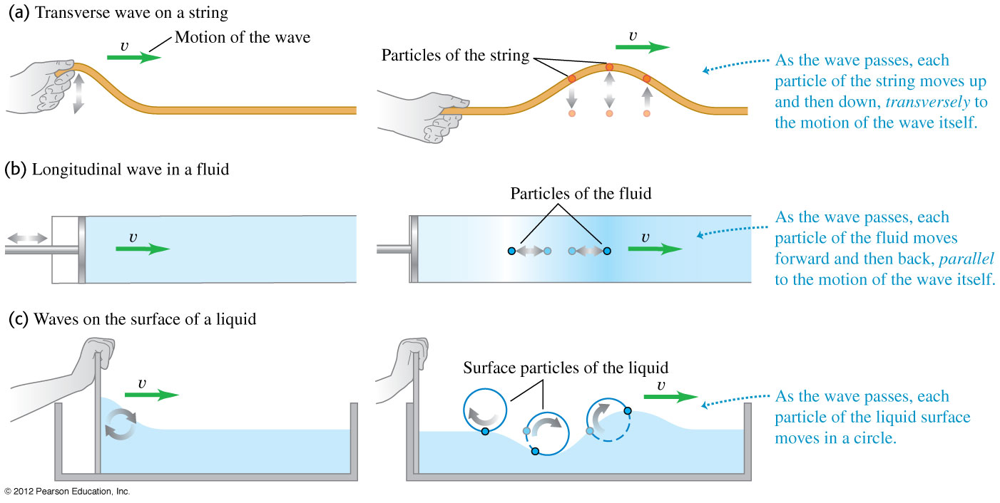 (a) Transverse wave on a string
Motion of the wave
v
Particles of the string
v
As the wave passes, each
particle of the string moves up
and then down, transversely to
the motion of the wave itself.
(b) Longitudinal wave in a fluid
v
Particles of the fluid
v
As the wave passes, each
particle of the fluid moves
forward and then back, parallel
to the motion of the wave itself.
(c) Waves on the surface of a liquid
v
Surface particles of the liquid
v
As the wave passes, each
particle of the liquid surface
moves in a circle.
© 2012 Pearson Education, Inc.